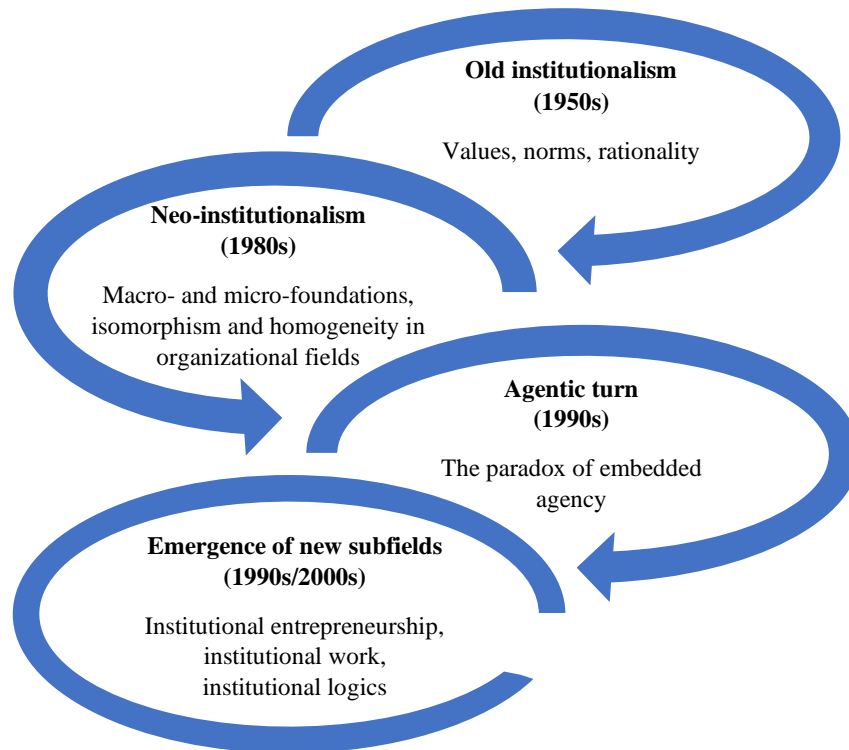 Old institutionalism
(1950s)
Values, norms, rationality
Neo-institutionalism
(1980s)
Macro- and micro-foundations,
isomorphism and homogeneity in
organizational fields
Agentic turn
(1990s)
The paradox of embedded
agency
Emergence of new subfields
(1990s/2000s)
Institutional entrepreneurship,
institutional work,
institutional logics